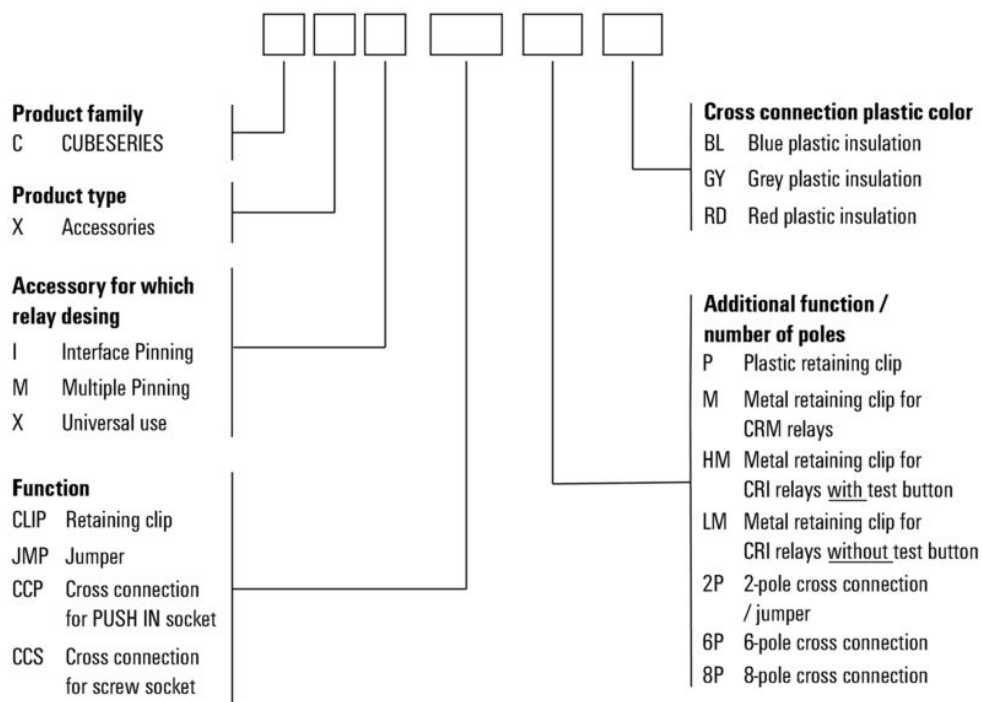 Product family
C CUBESERIES
Product type
X Accessories
Accessory for which
relay desing
I Interface Pinning
M Multiple Pinning
X Universal use
Function
CLIP Retaining clip
JMP Jumper
CCP Cross connection
for PUSH IN socket
CCS Cross connection
for screw socket
Cross connection plastic color
BL Blue plastic insulation
GY Grey plastic insulation
RD Red plastic insulation
Additional function /
number of poles
P Plastic retaining clip
M Metal retaining clip for
CRM relays
HM Metal retaining clip for
CRI relays with test button
LM Metal retaining clip for
CRI relays without test button
2P 2-pole cross connection
/ jumper
6P 6-pole cross connection
8P 8-pole cross connection